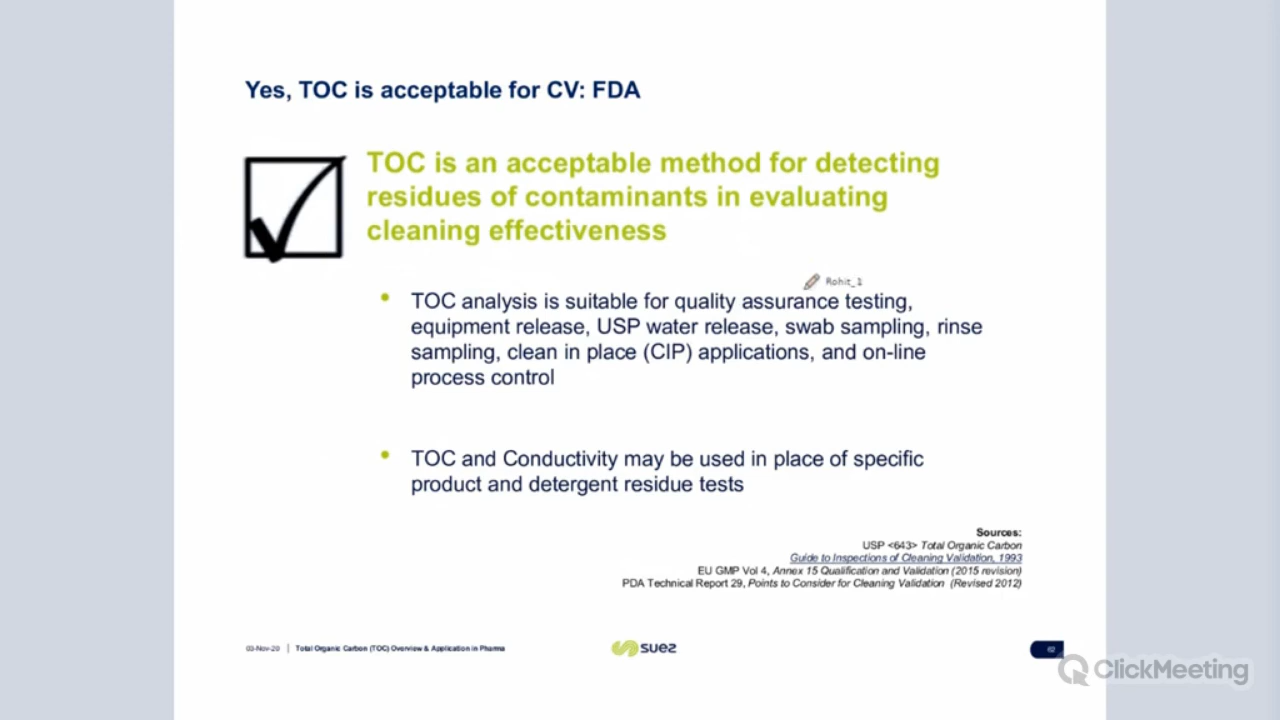 Yes, TOC is acceptable for CV: FDA
TOC is an acceptable method for detecting
residues of contaminants in evaluating
cleaning effectiveness
Rohit_1
• TOC analysis is suitable for quality assurance testing,
equipment release, USP water release, swab sampling, rinse
sampling, clean in place (CIP) applications, and on-line
process control
• TOC and Conductivity may be used in place of specific
product and detergent residue tests
Sources:
USP <643> Total Organic Carbon
Guide to Inspections of Cleaning Validation, 1993
EU GMP Vol 4, Annex 15 Qualification and Validation (2015 revision)
PDA Technical Report 29, Points to Consider for Cleaning Validation (Revised 2012)
03-Nov-20 | Total Organic Carbon (TOC) Overview & Application in Pharma
suez
62
ClickMeeting